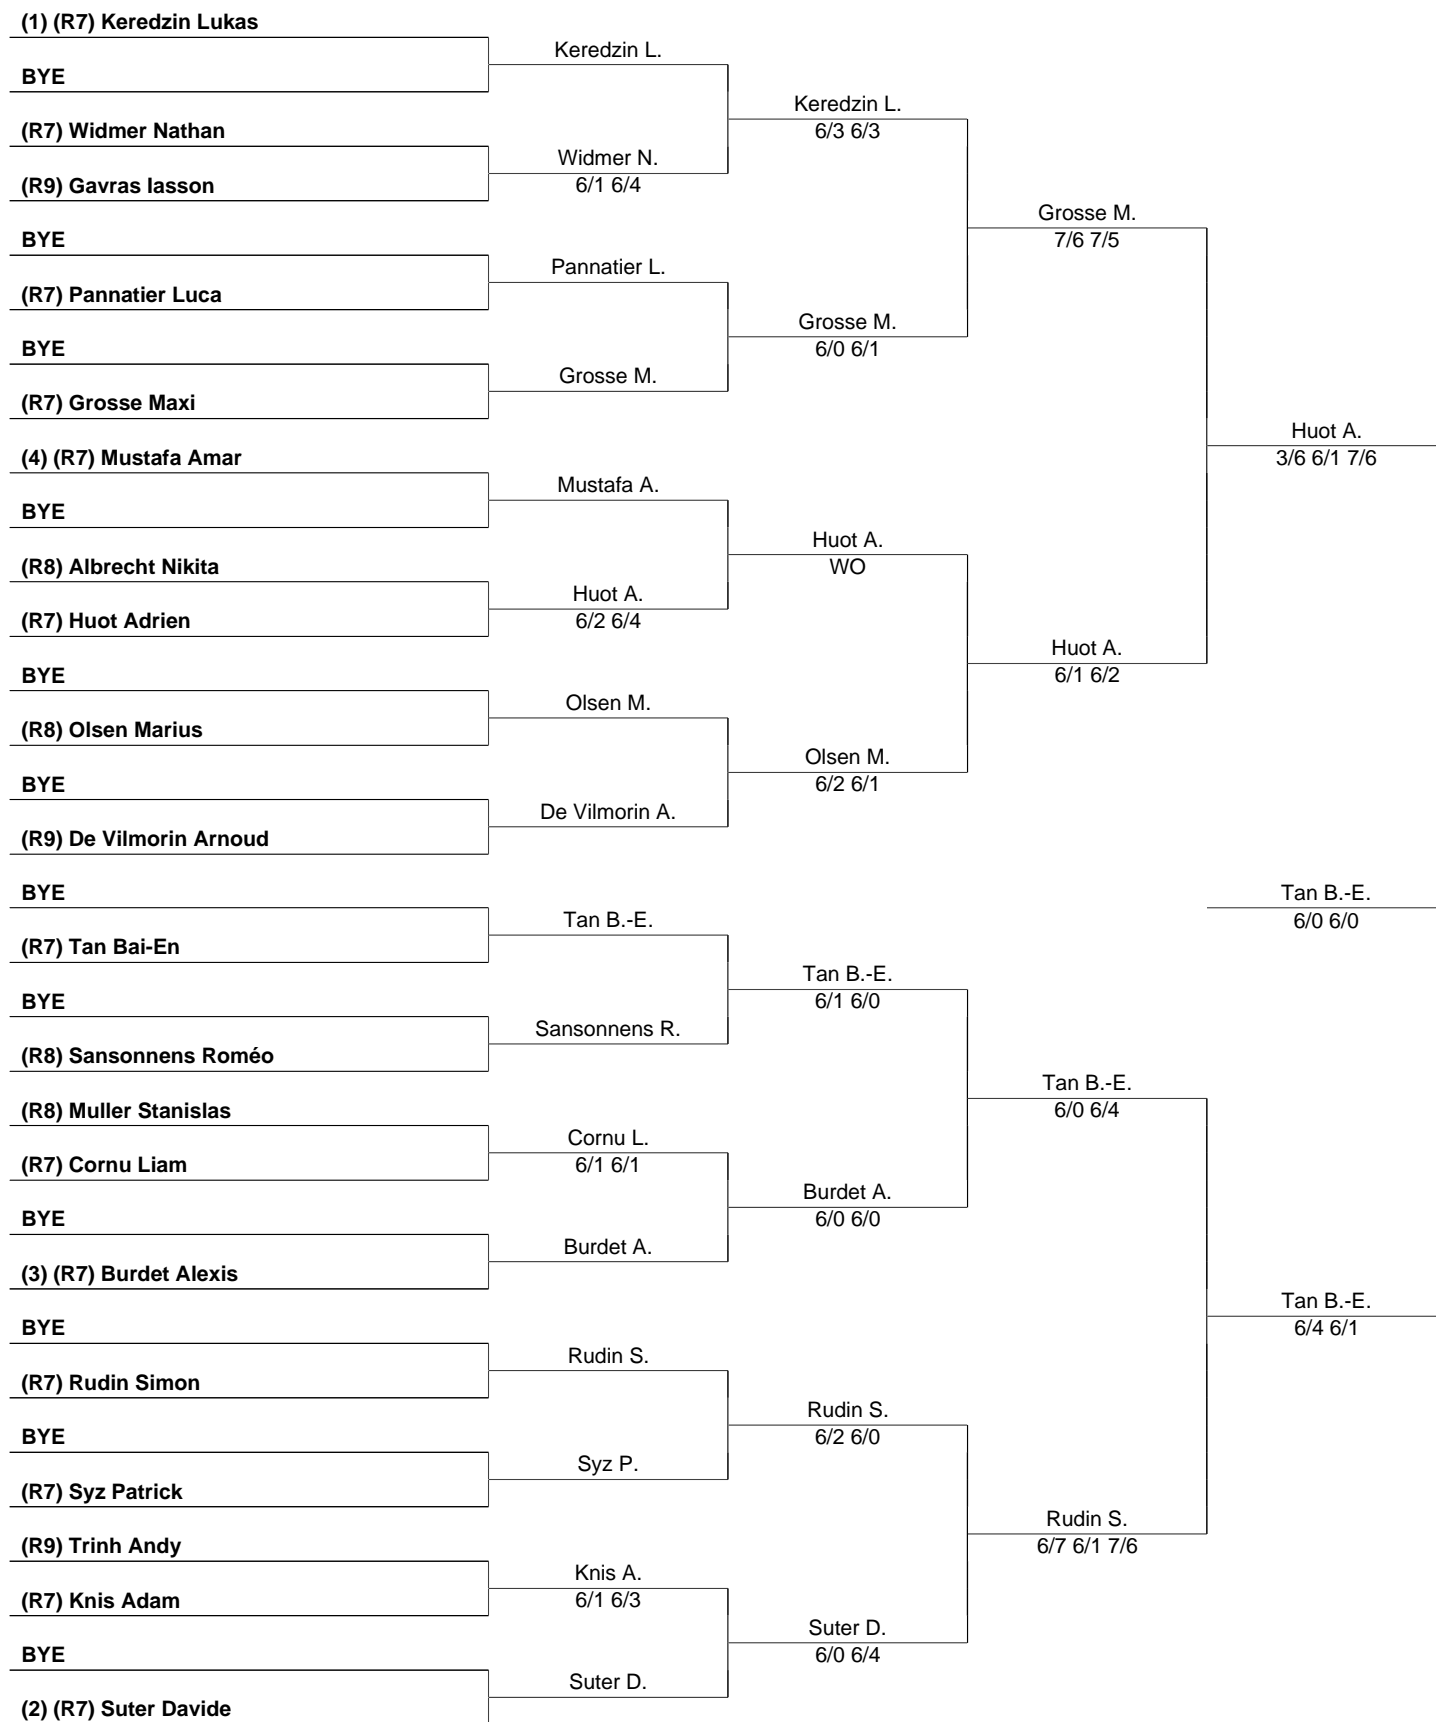 (1) (R7) Keredzin Lukas
BYE
(R7) Widmer Nathan
(R9) Gavras Iasson
BYE
(R7) Pannatier Luca
BYE
(R7) Grosse Maxi
(4) (R7) Mustafa Amar
BYE
(R8) Albrecht Nikita
(R7) Huot Adrien
BYE
(R8) Olsen Marius
BYE
(R9) De Vilmorin Arnoud
BYE
(R7) Tan Bai-En
BYE
(R8) Sansonnens Roméo
(R8) Muller Stanislas
(R7) Cornu Liam
BYE
(3) (R7) Burdet Alexis
BYE
(R7) Rudin Simon
BYE
(R7) Syz Patrick
(R9) Trinh Andy
(R7) Knis Adam
BYE
(2) (R7) Suter Davide
Keredzin L.
Widmer N.
6/1 6/4
Pannatier L.
Grosse M.
Mustafa A.
Huot A.
6/2 6/4
Olsen M.
De Vilmorin A.
Tan B.-E.
Sansonnens R.
Cornu L.
6/1 6/1
Burdet A.
Rudin S.
Syz P.
Knis A.
6/1 6/3
Suter D.
Keredzin L.
6/3 6/3
Grosse M.
6/0 6/1
Huot A.
WO
Olsen M.
6/2 6/1
Tan B.-E.
6/1 6/0
Burdet A.
6/0 6/0
Rudin S.
6/2 6/0
Suter D.
6/0 6/4
Grosse M.
7/6 7/5
Huot A.
6/1 6/2
Tan B.-E.
6/0 6/4
Rudin S.
6/7 6/1 7/6
Huot A.
3/6 6/1 7/6
Tan B.-E.
6/0 6/0
Tan B.-E.
6/4 6/1